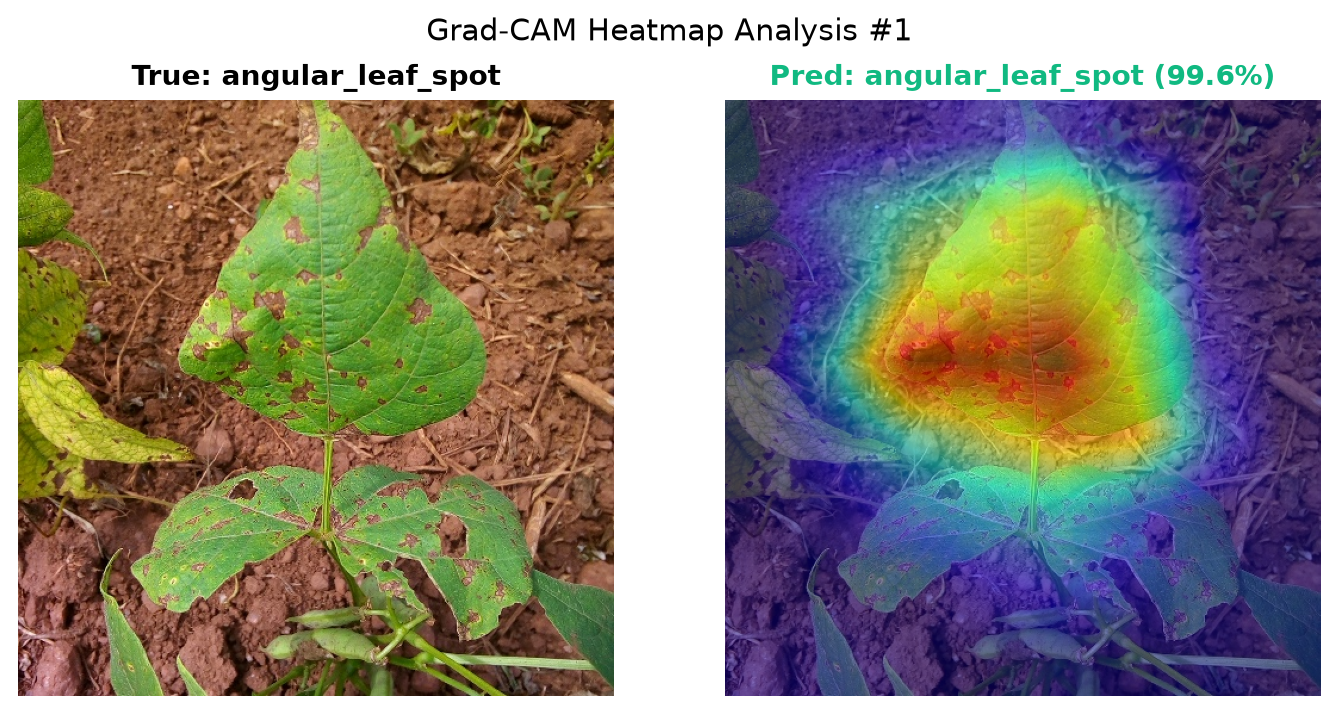 Grad-CAM Heatmap Analysis #1
True: angular_leaf_spot
Pred: angular_leaf_spot (99.6%)